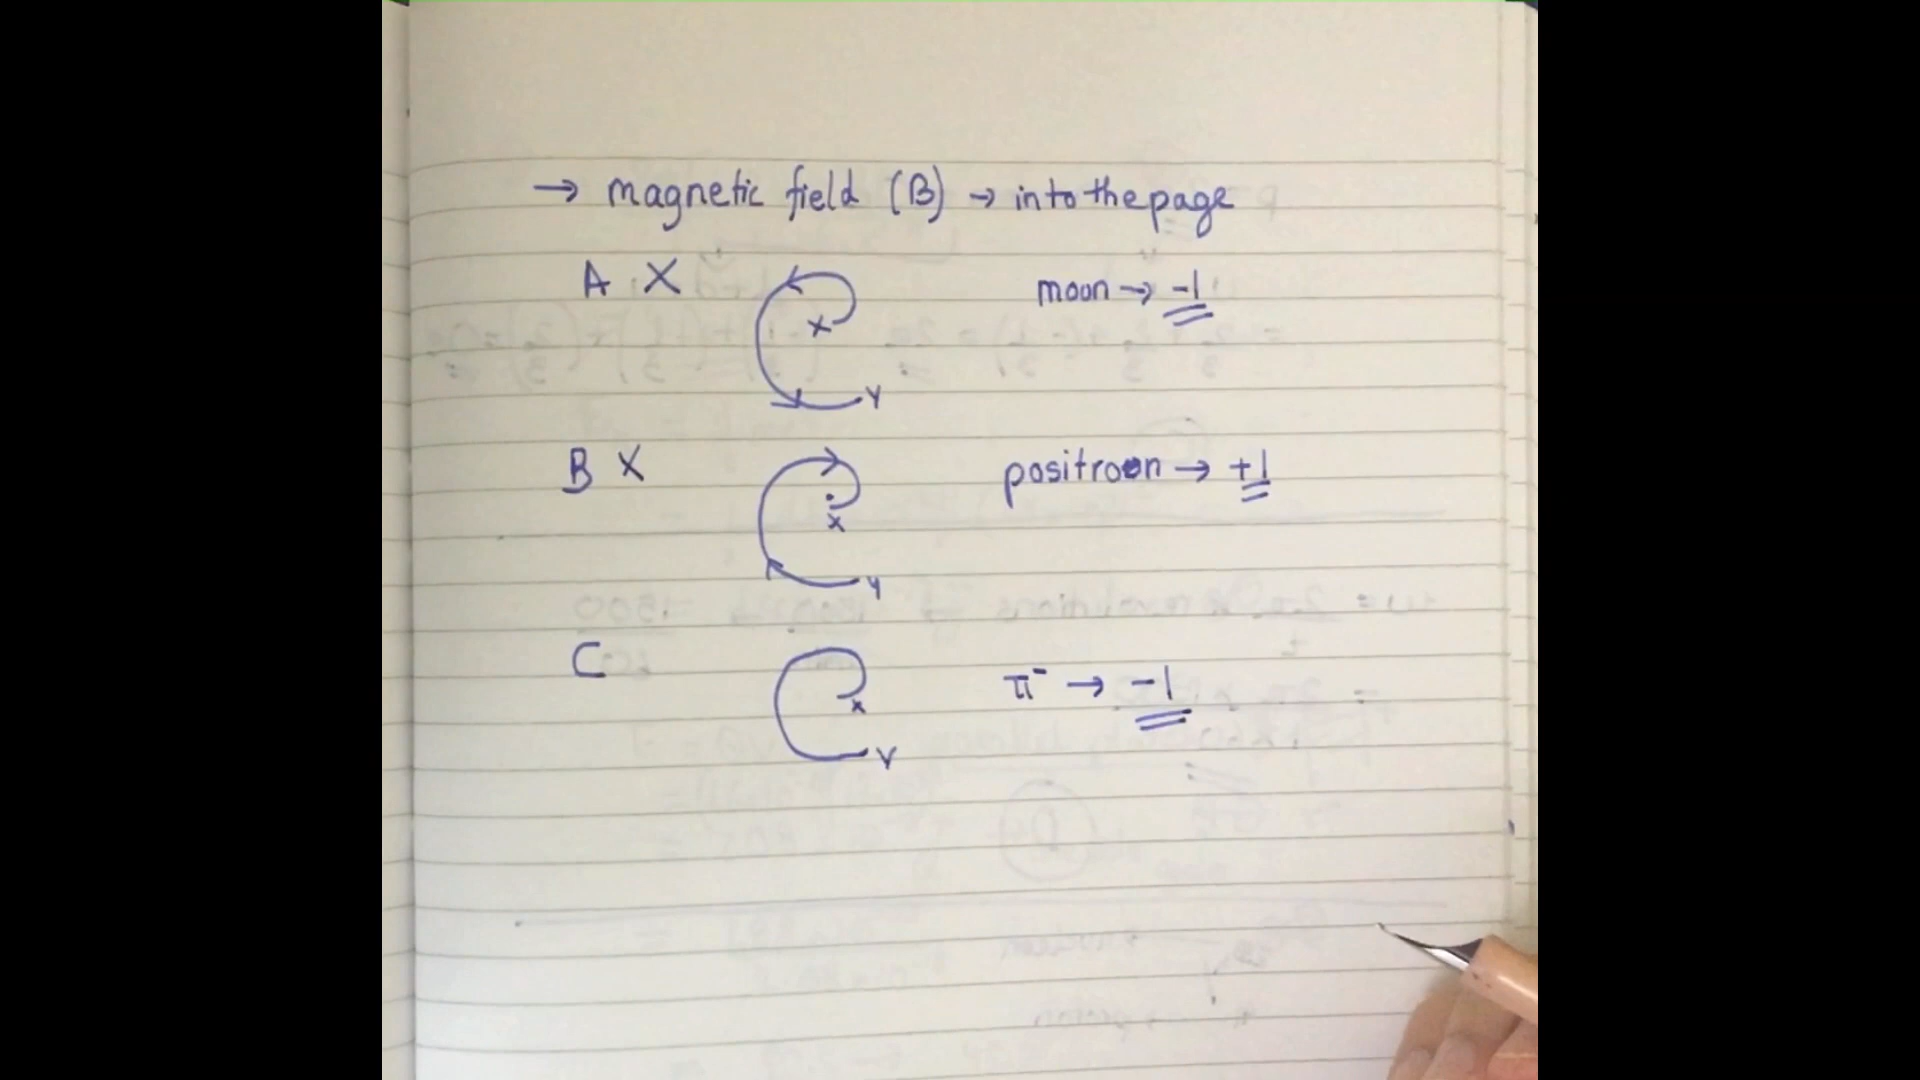 → magnetic field (B) → into the page
A X x Y moon → -1
B X x Y positroon → +1
C x Y π⁻ → -1